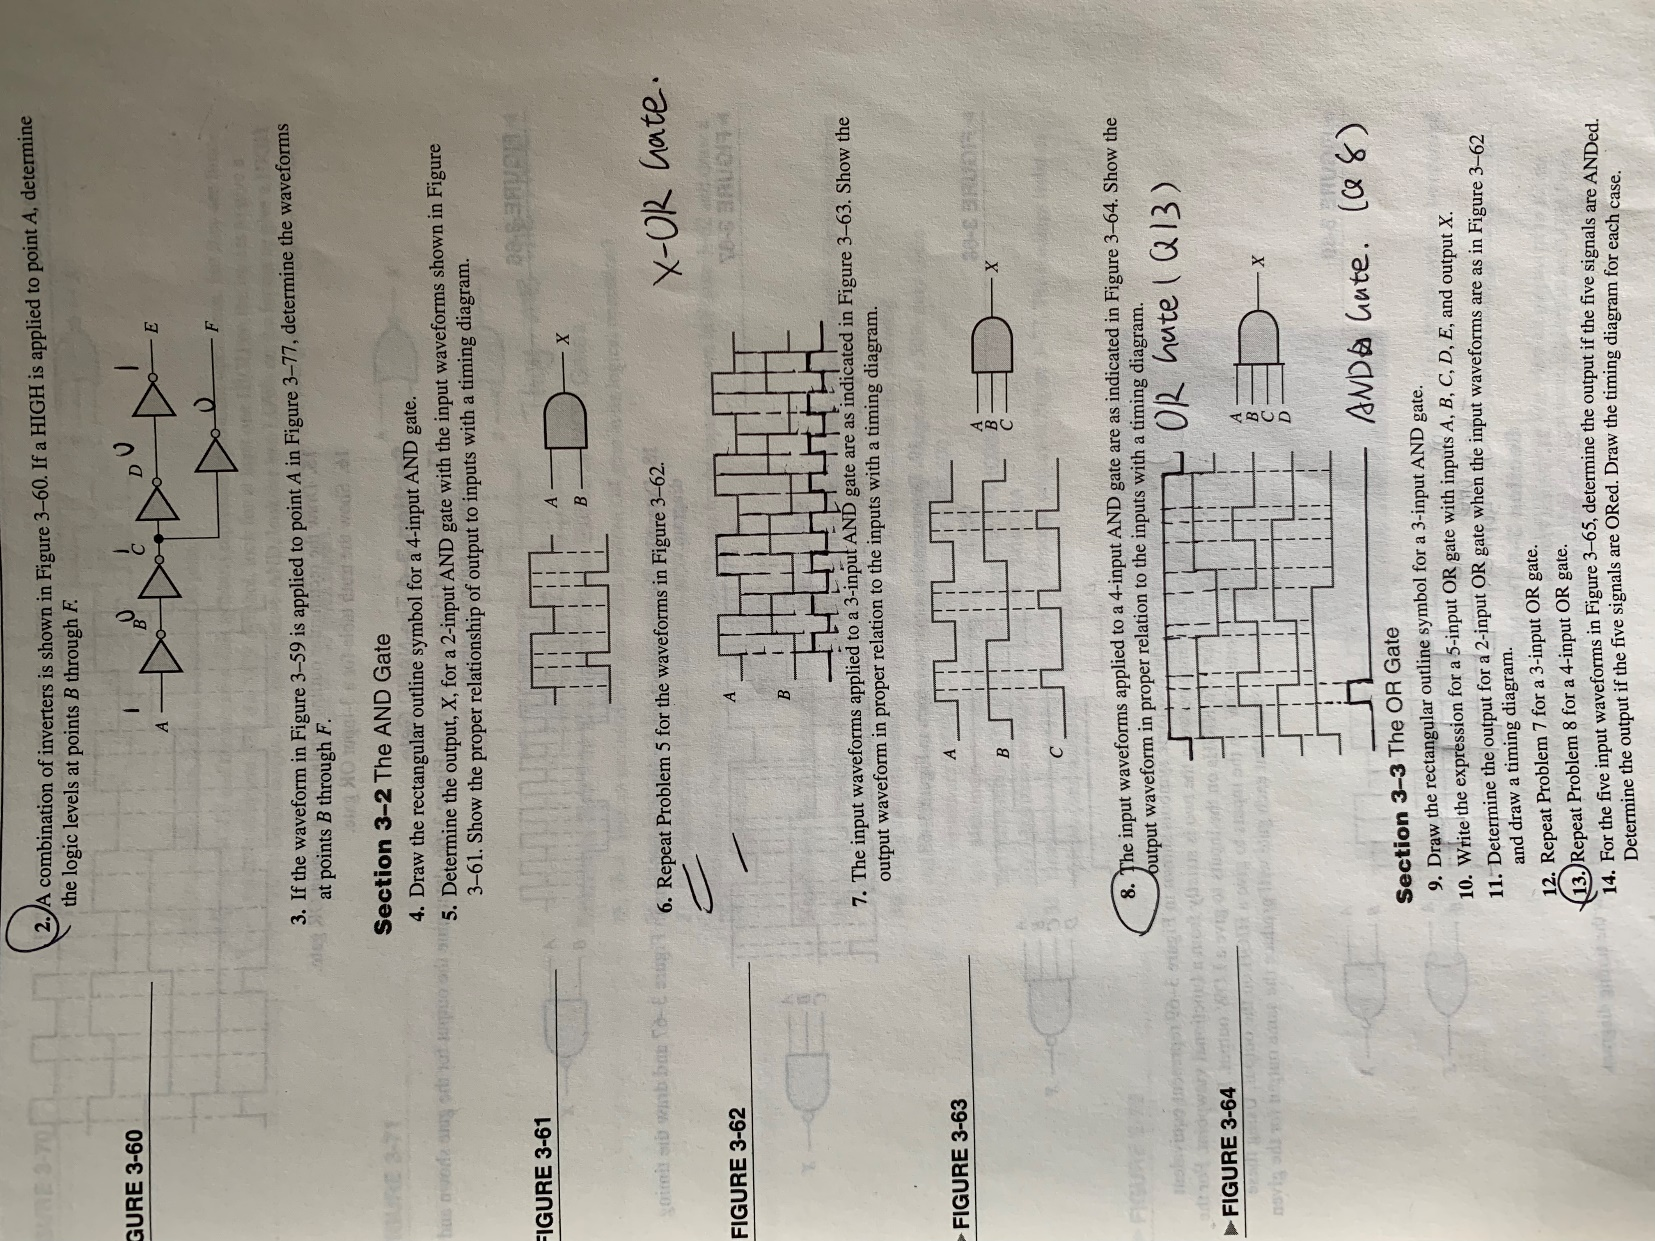 2. A combination of inverters is shown in Figure 3–60. If a HIGH is applied to point A, determine
the logic levels at points B through F.
GURE 3-60
A
1
B 0
C 1
D 0
1
E
0
F
3. If the waveform in Figure 3–59 is applied to point A in Figure 3–77, determine the waveforms
at points B through F.
Section 3–2 The AND Gate
4. Draw the rectangular outline symbol for a 4-input AND gate.
5. Determine the output, X, for a 2-input AND gate with the input waveforms shown in Figure
3–61. Show the proper relationship of output to inputs with a timing diagram.
FIGURE 3-61
A
B
X
6. Repeat Problem 5 for the waveforms in Figure 3–62.
X-OR Gate.
FIGURE 3-62
A
B
7. The input waveforms applied to a 3-input AND gate are as indicated in Figure 3–63. Show the
output waveform in proper relation to the inputs with a timing diagram.
FIGURE 3-63
A
B
C
A
B
C
X
8. The input waveforms applied to a 4-input AND gate are as indicated in Figure 3–64. Show the
output waveform in proper relation to the inputs with a timing diagram.
OR Gate (Q13)
FIGURE 3-64
A
B
C
D
X
AND Gate. (Q8)
Section 3–3 The OR Gate
9. Draw the rectangular outline symbol for a 3-input AND gate.
10. Write the expression for a 5-input OR gate with inputs A, B, C, D, E, and output X.
11. Determine the output for a 2-input OR gate when the input waveforms are as in Figure 3–62
and draw a timing diagram.
12. Repeat Problem 7 for a 3-input OR gate.
13. Repeat Problem 8 for a 4-input OR gate.
14. For the five input waveforms in Figure 3–65, determine the output if the five signals are ANDed.
Determine the output if the five signals are ORed. Draw the timing diagram for each case.